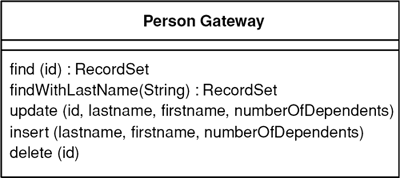 Person Gateway
find (id) : RecordSet
findWithLastName(String) : RecordSet
update (id, lastname, firstname, numberOfDependents)
insert (lastname, firstname, numberOfDependents)
delete (id)